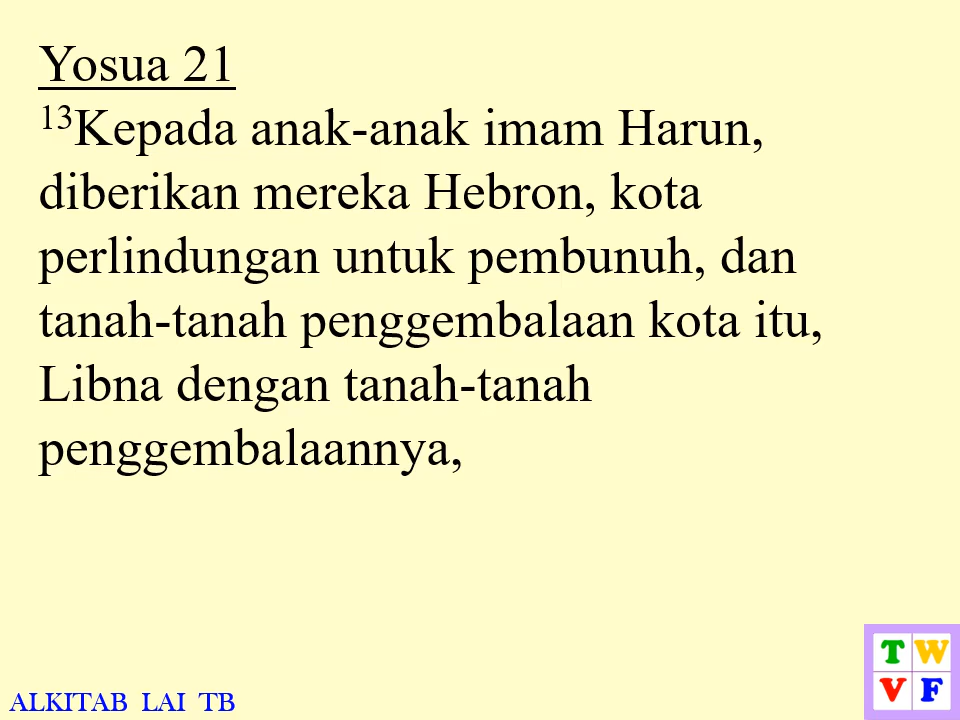 Yosua 21
13Kepada anak-anak imam Harun,
diberikan mereka Hebron, kota
perlindungan untuk pembunuh, dan
tanah-tanah penggembalaan kota itu,
Libna dengan tanah-tanah
penggembalaannya,
ALKITAB LAI TB
T W
V F